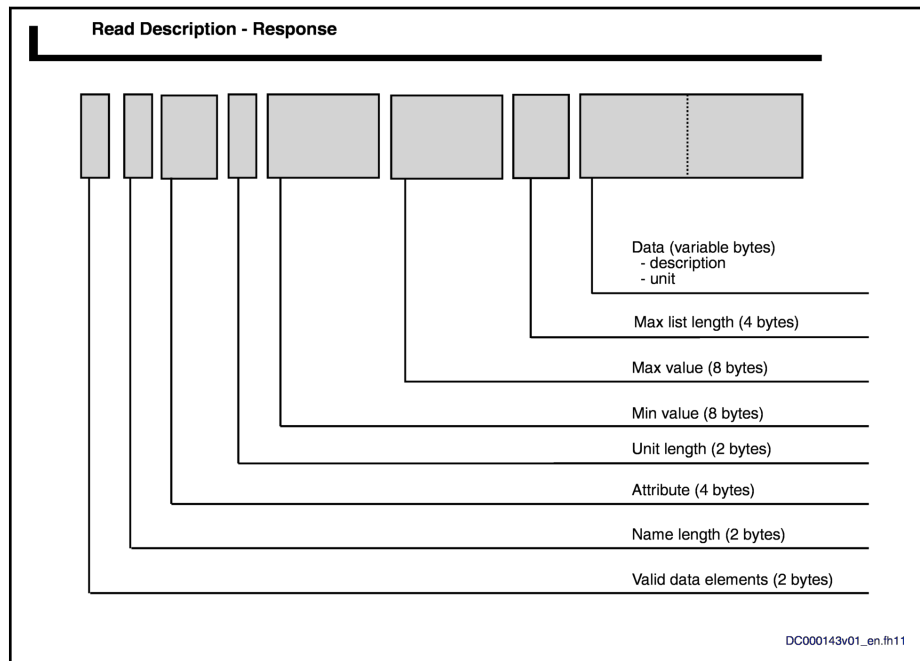 Read Description - Response
Data (variable bytes)
- description
- unit
Max list length (4 bytes)
Max value (8 bytes)
Min value (8 bytes)
Unit length (2 bytes)
Attribute (4 bytes)
Name length (2 bytes)
Valid data elements (2 bytes)
DC000143v01_en.fh11